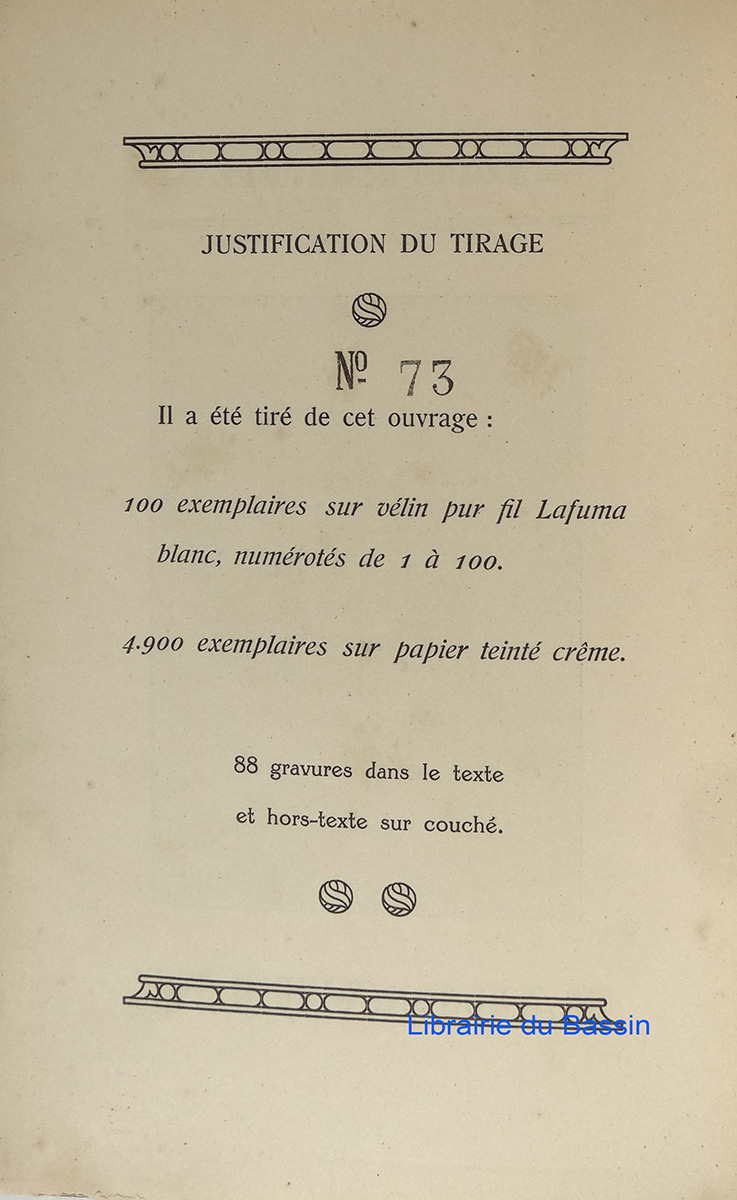 JUSTIFICATION DU TIRAGE
Nº 73
Il a été tiré de cet ouvrage :
100 exemplaires sur vélin pur fil Lafuma
blanc, numérotés de 1 à 100.
4.900 exemplaires sur papier teinté crême.
88 gravures dans le texte
et hors-texte sur couché.
Librairie du Bassin